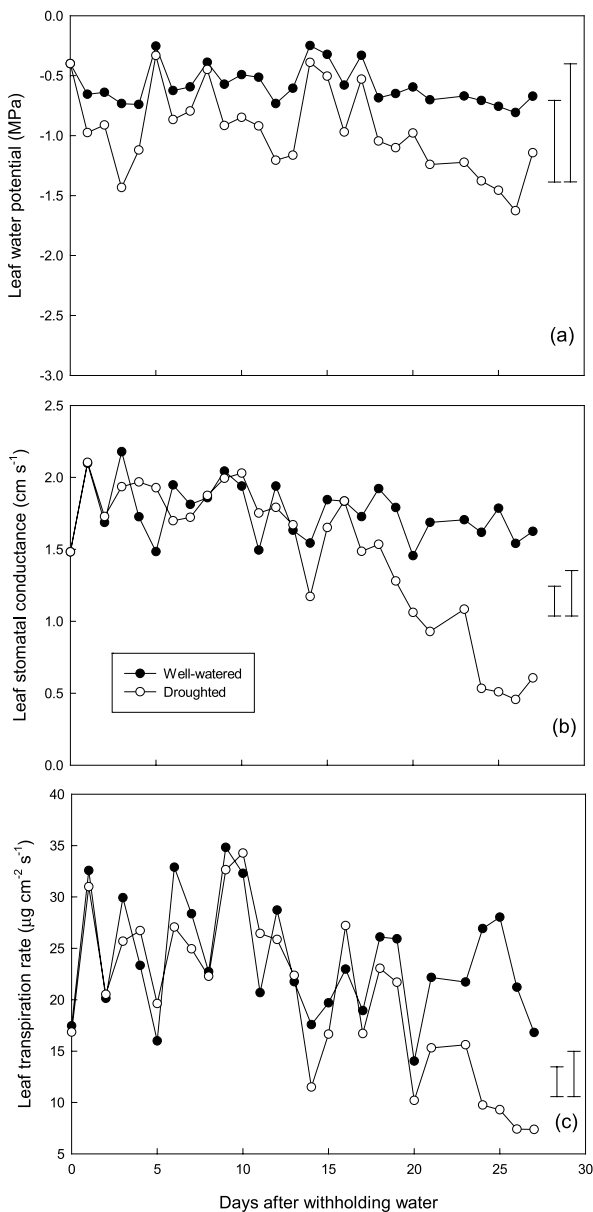 0.0
-0.5
-1.0
-1.5
-2.0
-2.5
-3.0
Leaf water potential (MPa)
(a)
2.5
2.0
1.5
1.0
0.5
0.0
Leaf stomatal conductance (cm s⁻¹)
Well-watered
Droughted
(b)
40
35
30
25
20
15
10
5
Leaf transpiration rate (μg cm⁻² s⁻¹)
(c)
0 5 10 15 20 25 30
Days after withholding water